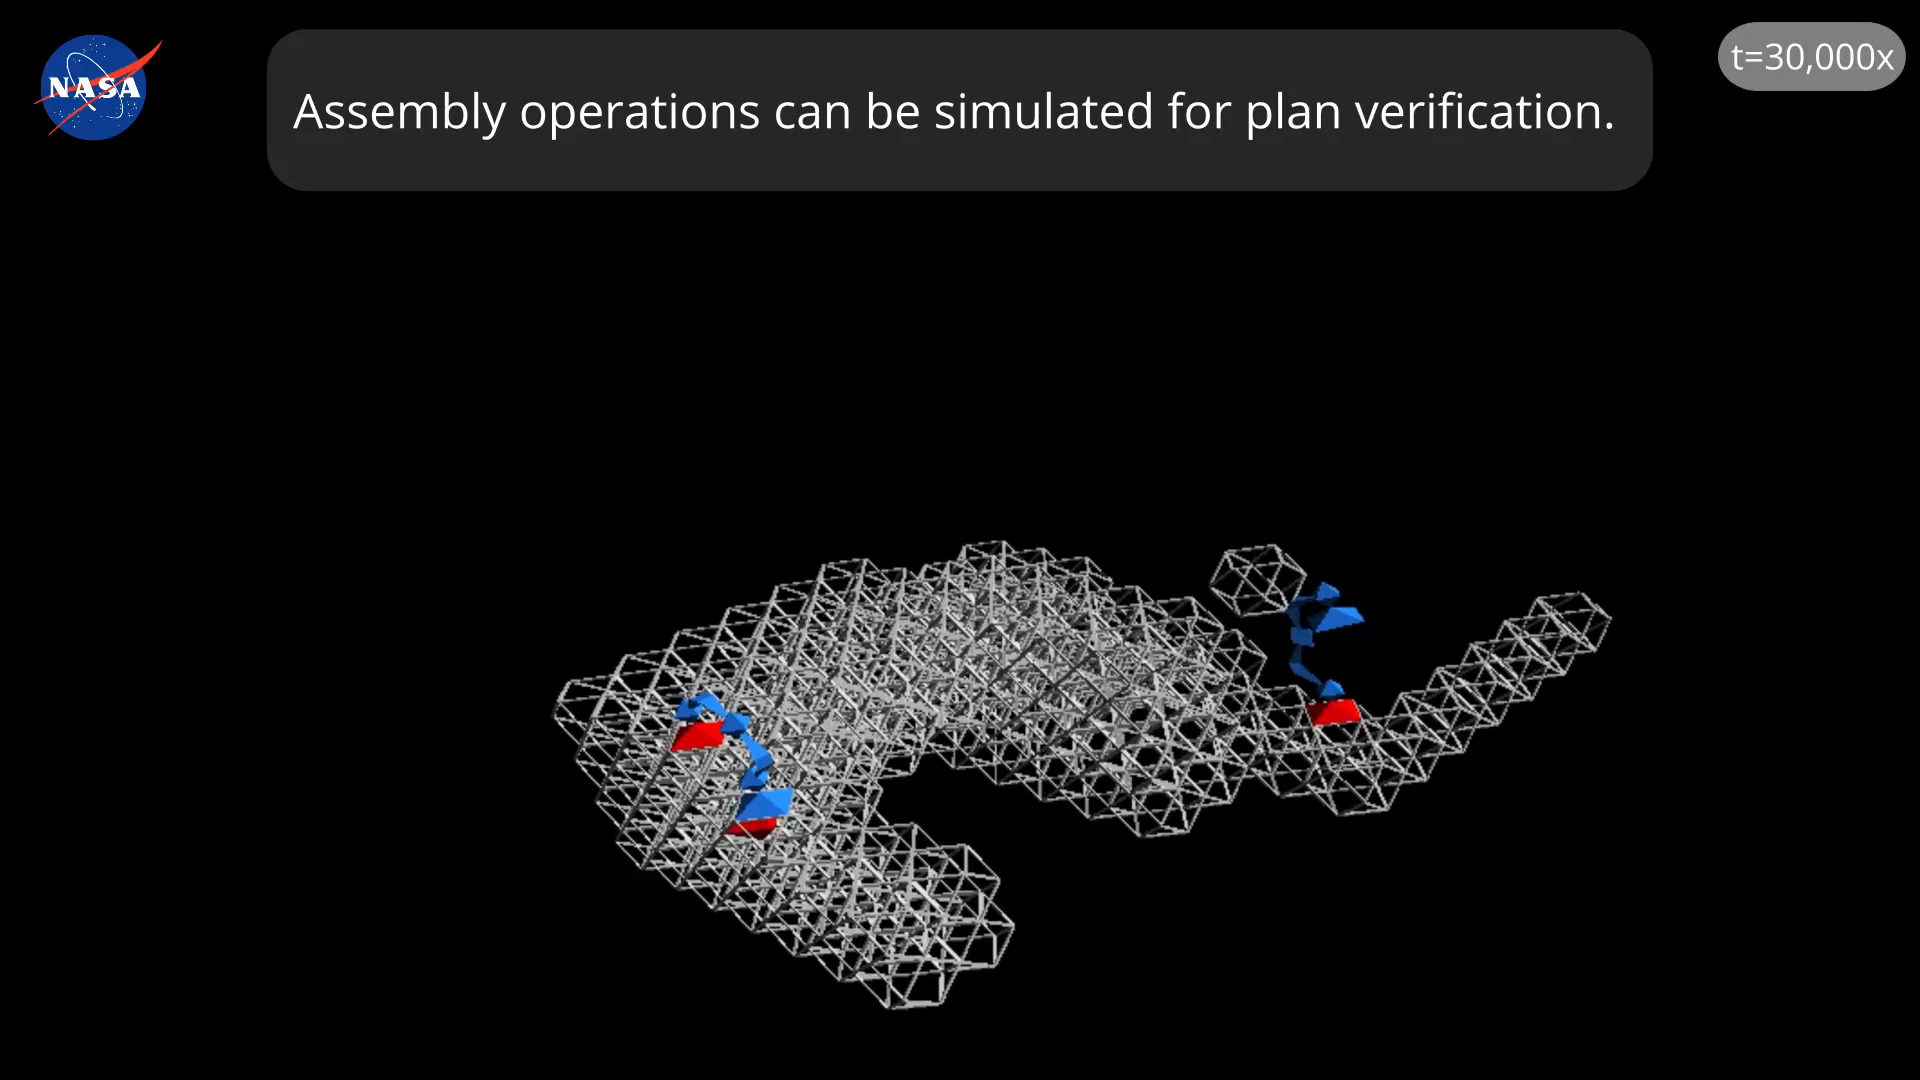 NASA
Assembly operations can be simulated for plan verification.
t=30,000x